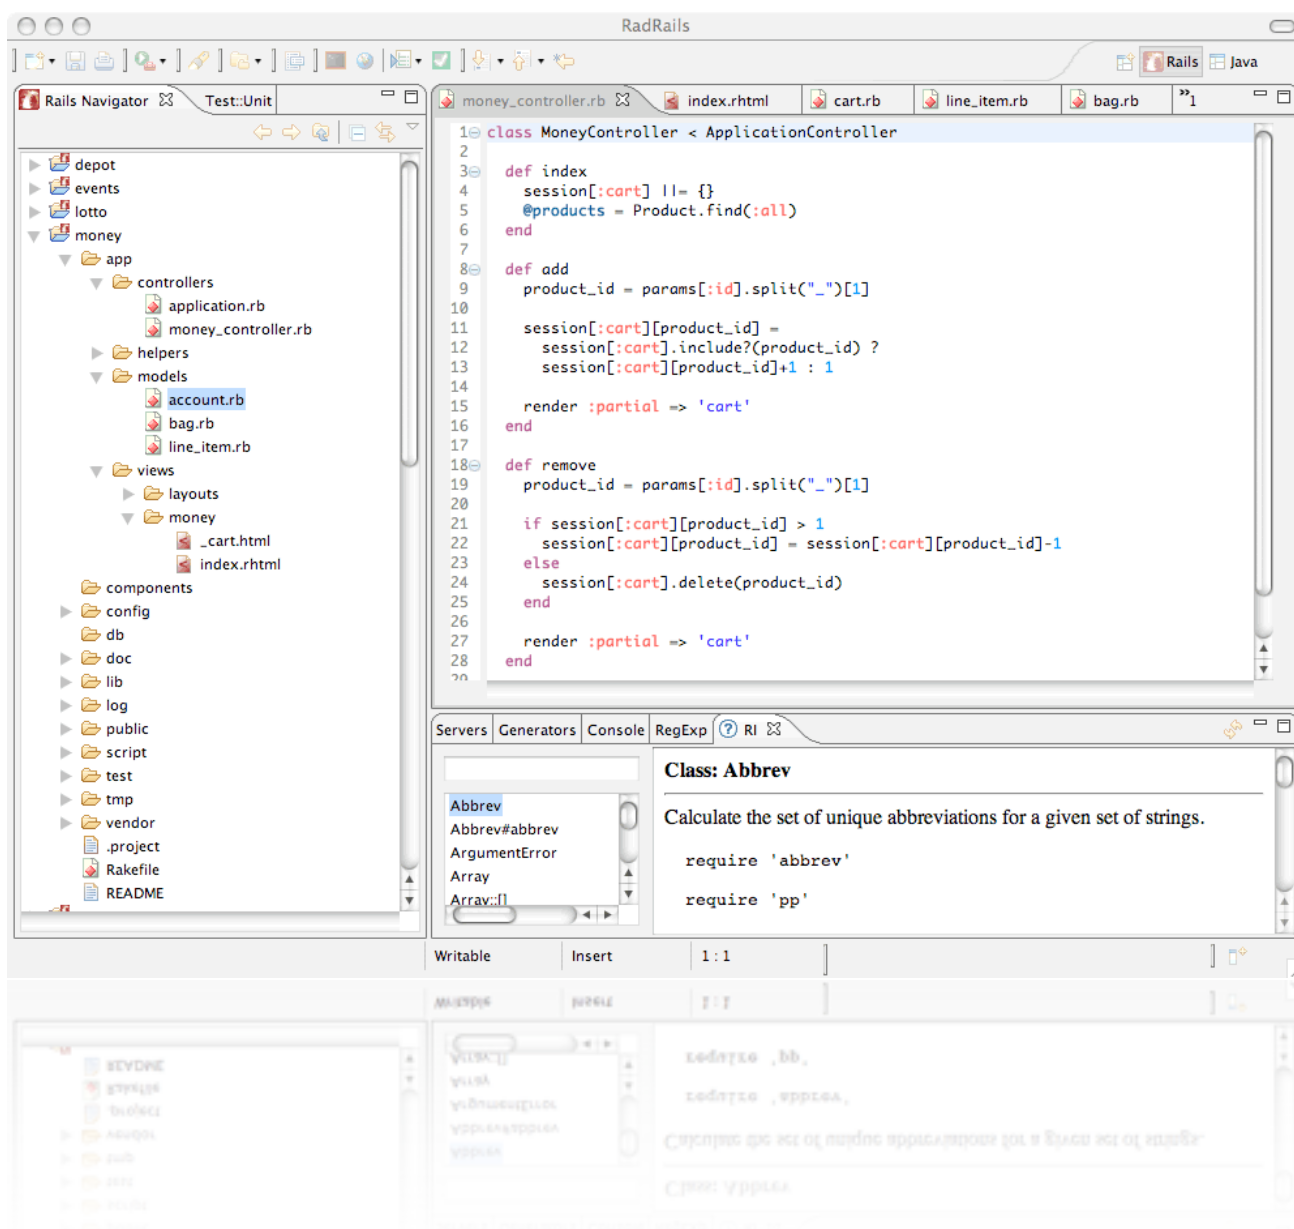 RadRails
Rails
Java
Rails Navigator
Test::Unit
depot
events
lotto
money
app
controllers
application.rb
money_controller.rb
helpers
models
account.rb
bag.rb
line_item.rb
views
layouts
money
_cart.html
index.rhtml
components
config
db
doc
lib
log
public
script
test
tmp
vendor
.project
Rakefile
README
money_controller.rb
index.rhtml
cart.rb
line_item.rb
bag.rb
»1
1 class MoneyController < ApplicationController
2
3 def index
4 session[:cart] ||= {}
5 @products = Product.find(:all)
6 end
7
8 def add
9 product_id = params[:id].split("_")[1]
10
11 session[:cart][product_id] =
12 session[:cart].include?(product_id) ?
13 session[:cart][product_id]+1 : 1
14
15 render :partial => 'cart'
16 end
17
18 def remove
19 product_id = params[:id].split("_")[1]
20
21 if session[:cart][product_id] > 1
22 session[:cart][product_id] = session[:cart][product_id]-1
23 else
24 session[:cart].delete(product_id)
25 end
26
27 render :partial => 'cart'
28 end
29
Servers
Generators
Console
RegExp
RI
Abbrev
Abbrev#abbrev
ArgumentError
Array
Array::[]
Class: Abbrev
Calculate the set of unique abbreviations for a given set of strings.
require 'abbrev'
require 'pp'
Writable
Insert
1 : 1